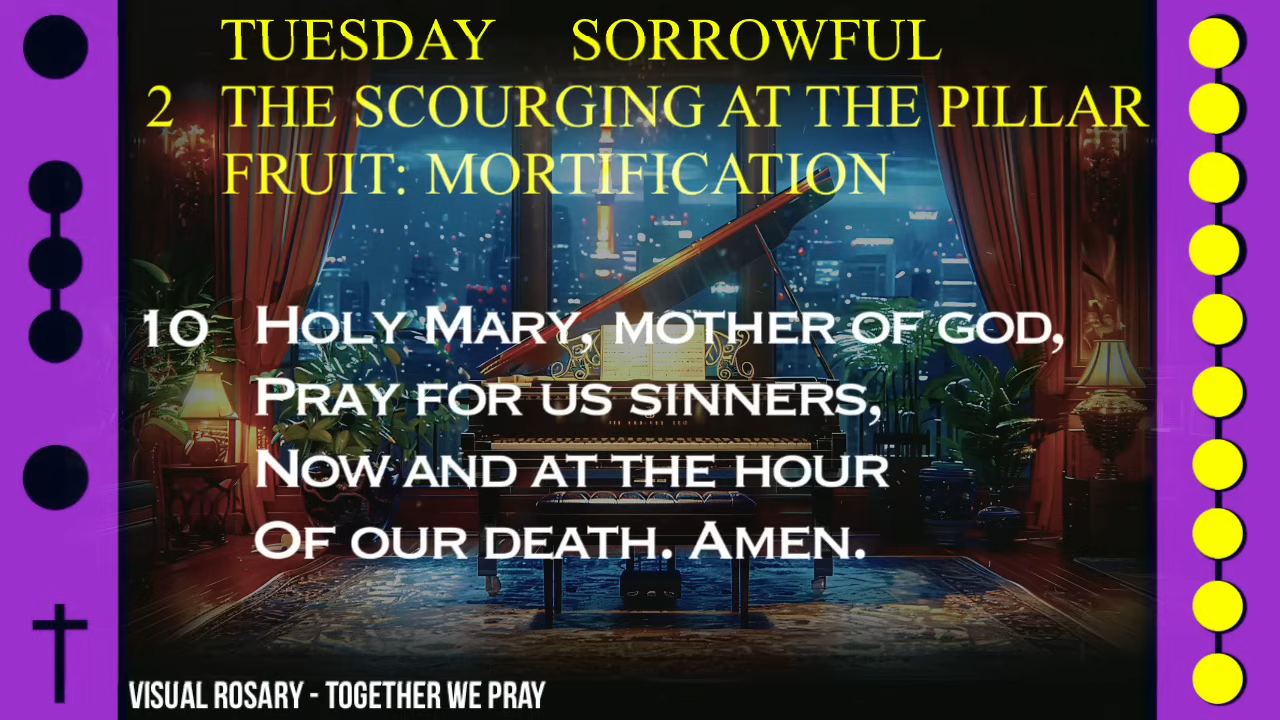 TUESDAY SORROWFUL
2 THE SCOURGING AT THE PILLAR
FRUIT: MORTIFICATION
10 HOLY MARY, MOTHER OF GOD,
PRAY FOR US SINNERS,
NOW AND AT THE HOUR
OF OUR DEATH. AMEN.
VISUAL ROSARY - TOGETHER WE PRAY